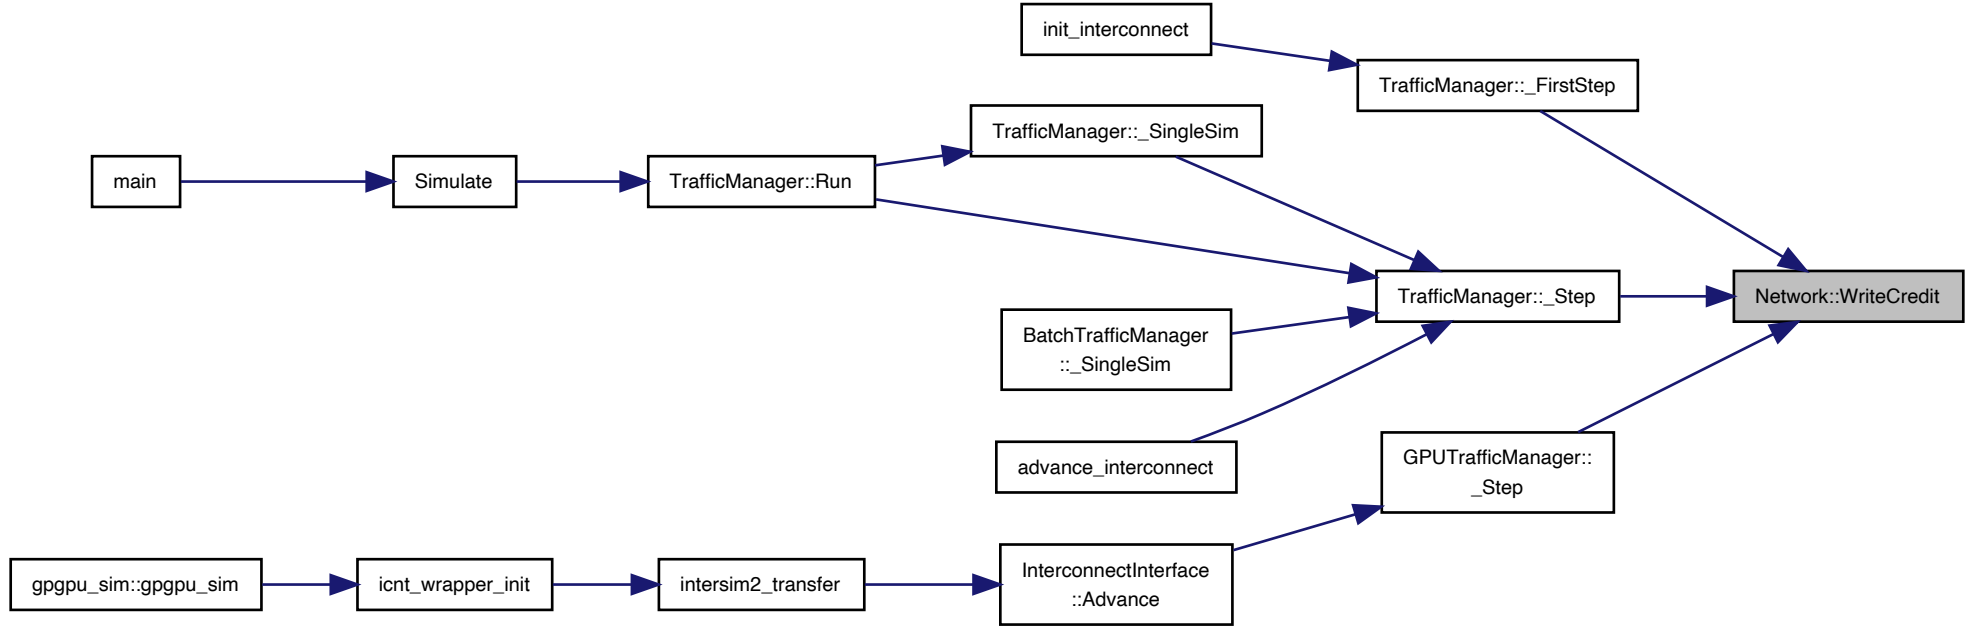 init_interconnect
TrafficManager::_FirstStep
TrafficManager::_SingleSim
main
Simulate
TrafficManager::Run
TrafficManager::_Step
Network::WriteCredit
BatchTrafficManager
::_SingleSim
advance_interconnect
GPUTrafficManager::
_Step
gpgpu_sim::gpgpu_sim
icnt_wrapper_init
intersim2_transfer
InterconnectInterface
::Advance